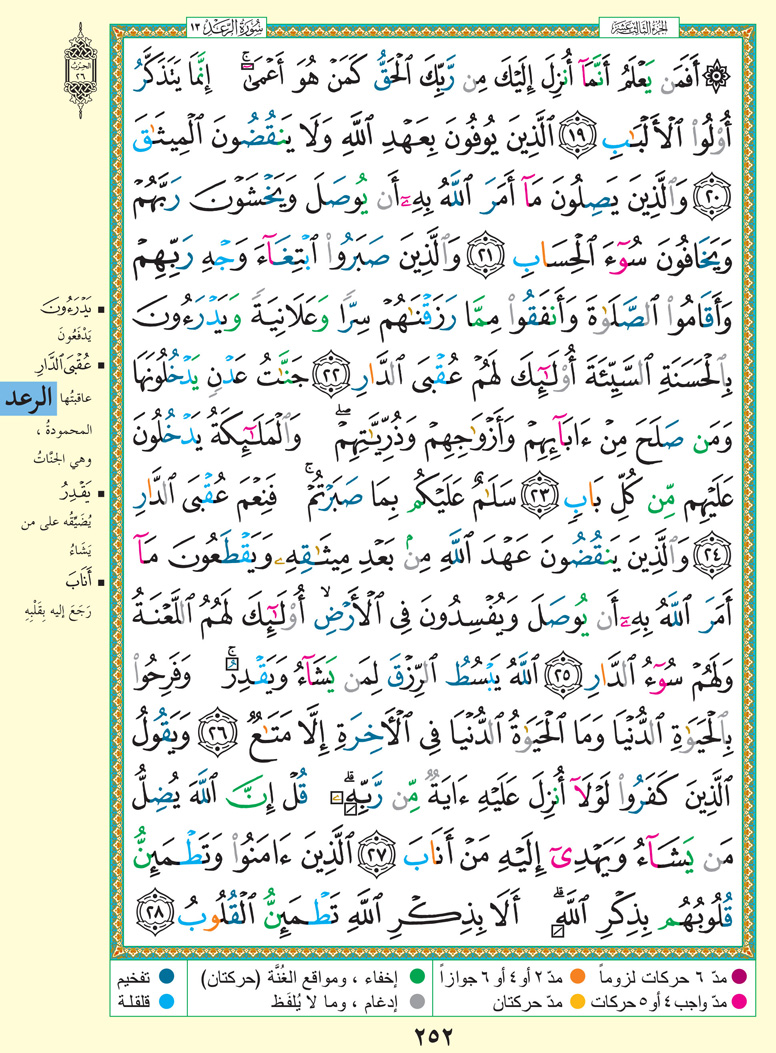 الجزء الثالث عشر
سورة الرعد ١٣
الحزب ٢٦
۞ أَفَمَن يَعْلَمُ أَنَّمَآ أُنزِلَ إِلَيْكَ مِن رَّبِّكَ ٱلْحَقُّ كَمَنْ هُوَ أَعْمَىٰٓ ۚ إِنَّمَا يَتَذَكَّرُ
أُو۟لُوا۟ ٱلْأَلْبَـٰبِ ١٩ ٱلَّذِينَ يُوفُونَ بِعَهْدِ ٱللَّهِ وَلَا يَنقُضُونَ ٱلْمِيثَـٰقَ
٢٠ وَٱلَّذِينَ يَصِلُونَ مَآ أَمَرَ ٱللَّهُ بِهِۦٓ أَن يُوصَلَ وَيَخْشَوْنَ رَبَّهُمْ
وَيَخَافُونَ سُوٓءَ ٱلْحِسَابِ ٢١ وَٱلَّذِينَ صَبَرُوا۟ ٱبْتِغَآءَ وَجْهِ رَبِّهِمْ
وَأَقَامُوا۟ ٱلصَّلَوٰةَ وَأَنفَقُوا۟ مِمَّا رَزَقْنَـٰهُمْ سِرًّا وَعَلَانِيَةً وَيَدْرَءُونَ
بِٱلْحَسَنَةِ ٱلسَّيِّئَةَ أُو۟لَـٰٓئِكَ لَهُمْ عُقْبَى ٱلدَّارِ ٢٢ جَنَّـٰتُ عَدْنٍ يَدْخُلُونَهَا
وَمَن صَلَحَ مِنْ ءَابَآئِهِمْ وَأَزْوَٰجِهِمْ وَذُرِّيَّـٰتِهِمْ ۖ وَٱلْمَلَـٰٓئِكَةُ يَدْخُلُونَ
عَلَيْهِم مِّن كُلِّ بَابٍ ٢٣ سَلَـٰمٌ عَلَيْكُم بِمَا صَبَرْتُمْ ۚ فَنِعْمَ عُقْبَى ٱلدَّارِ
٢٤ وَٱلَّذِينَ يَنقُضُونَ عَهْدَ ٱللَّهِ مِنۢ بَعْدِ مِيثَـٰقِهِۦ وَيَقْطَعُونَ مَآ
أَمَرَ ٱللَّهُ بِهِۦٓ أَن يُوصَلَ وَيُفْسِدُونَ فِى ٱلْأَرْضِ ۙ أُو۟لَـٰٓئِكَ لَهُمُ ٱللَّعْنَةُ
وَلَهُمْ سُوٓءُ ٱلدَّارِ ٢٥ ٱللَّهُ يَبْسُطُ ٱلرِّزْقَ لِمَن يَشَآءُ وَيَقْدِرُ ۚ وَفَرِحُوا۟
بِٱلْحَيَوٰةِ ٱلدُّنْيَا وَمَا ٱلْحَيَوٰةُ ٱلدُّنْيَا فِى ٱلْـَٔاخِرَةِ إِلَّا مَتَـٰعٌ ٢٦ وَيَقُولُ
ٱلَّذِينَ كَفَرُوا۟ لَوْلَآ أُنزِلَ عَلَيْهِ ءَايَةٌ مِّن رَّبِّهِۦ ۗ قُلْ إِنَّ ٱللَّهَ يُضِلُّ
مَن يَشَآءُ وَيَهْدِىٓ إِلَيْهِ مَنْ أَنَابَ ٢٧ ٱلَّذِينَ ءَامَنُوا۟ وَتَطْمَئِنُّ
قُلُوبُهُم بِذِكْرِ ٱللَّهِ ۗ أَلَا بِذِكْرِ ٱللَّهِ تَطْمَئِنُّ ٱلْقُلُوبُ ٢٨
■ يَدْرَءُونَ
يَدْفَعُونَ
■ عُقْبَى ٱلدَّارِ
عاقبتُها
المحمودةُ ،
وهي الجنّاتُ
■ يَقْدِرُ
يُضَيِّقُه على من
يَشَاءُ
■ أَنَابَ
رَجَعَ إليه بِقَلْبِهِ
الرعد
مدّ ٦ حركات لزوماً مدّ ٢ أو ٤ أو ٦ جوازاً إخفاء ، ومواقع الغُنَّة (حركتان) تفخيم
مدّ واجب ٤ أو ٥ حركات مدّ حركتان إدغام ، وما لا يُلفَظ قلقلة
٢٥٢